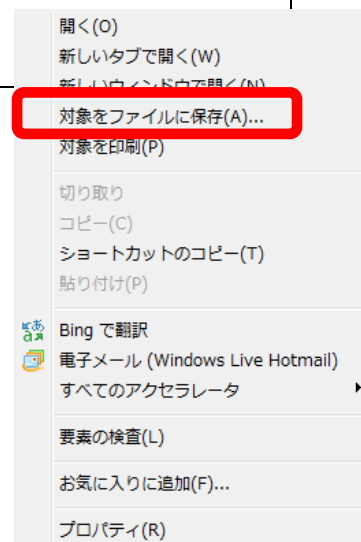 開く(O)
新しいタブで開く(W)
新しいウィンドウで開く(N)
対象をファイルに保存(A)...
対象を印刷(P)
切り取り
コピー(C)
ショートカットのコピー(T)
貼り付け(P)
Bing で翻訳
電子メール (Windows Live Hotmail)
すべてのアクセラレータ
要素の検査(L)
お気に入りに追加(F)...
プロパティ(R)